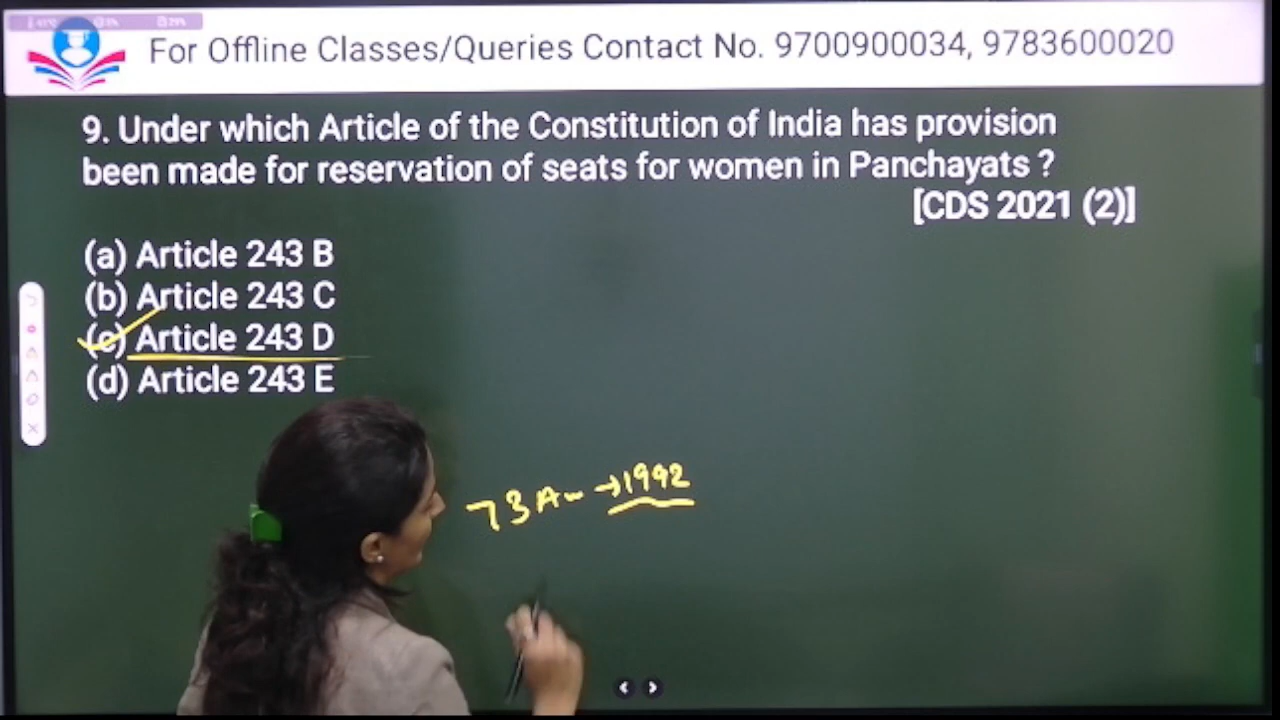 For Offline Classes/Queries Contact No. 9700900034, 9783600020
9. Under which Article of the Constitution of India has provision
been made for reservation of seats for women in Panchayats ?
[CDS 2021 (2)]
(a) Article 243 B
(b) Article 243 C
(c) Article 243 D
(d) Article 243 E
73 Am → 1992